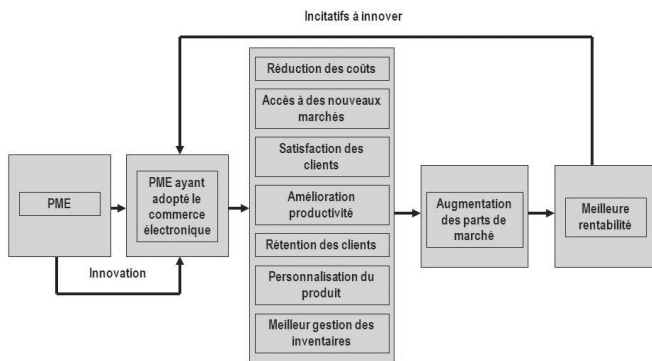 Incitatifs à innover
Réduction des coûts
Accès à des nouveaux
marchés
Satisfaction des
clients
PME
PME ayant
adopté le
commerce
électronique
Amélioration
productivité
Augmentation
des parts de
marché
Meilleure
rentabilité
Rétention des clients
Innovation
Personnalisation du
produit
Meilleur gestion des
inventaires